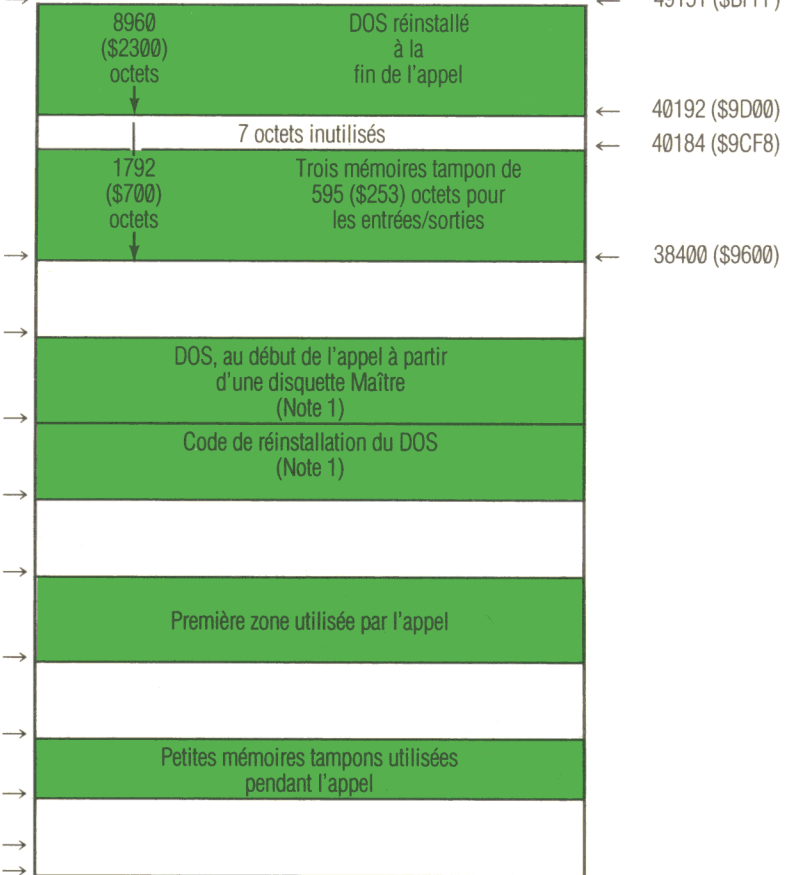 8960
($2300)
octets
DOS réinstallé
à la
fin de l'appel
← 40192 ($9D00)
7 octets inutilisés
← 40184 ($9CF8)
1792
($700)
octets
Trois mémoires tampon de
595 ($253) octets pour
les entrées/sorties
← 38400 ($9600)
DOS, au début de l'appel à partir
d'une disquette Maître
(Note 1)
Code de réinstallation du DOS
(Note 1)
Première zone utilisée par l'appel
Petites mémoires tampons utilisées
pendant l'appel